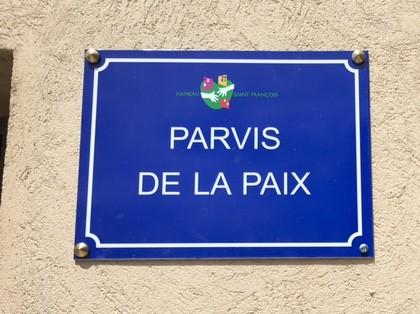 HAMEAU SAINT FRANÇOIS
PARVIS
DE LA PAIX